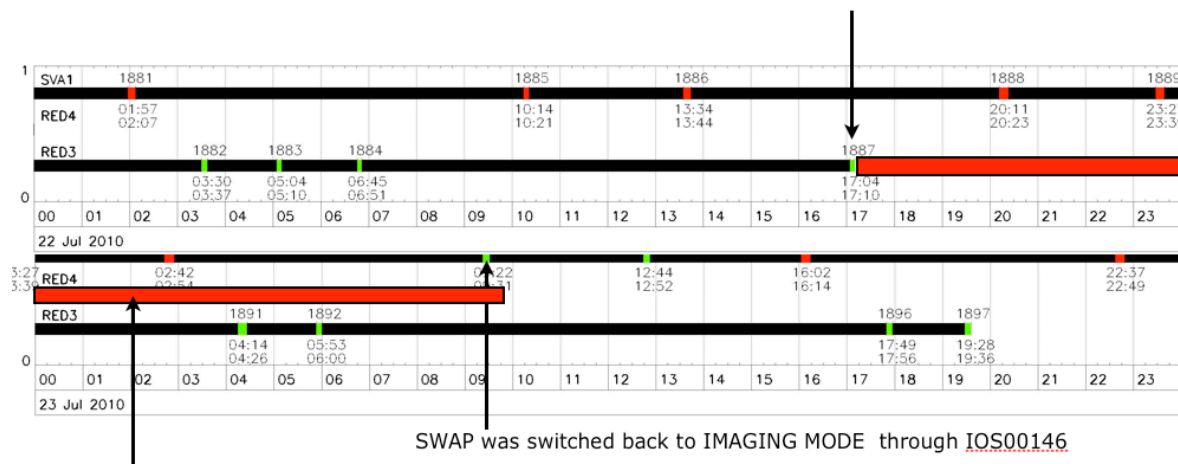 1
SVA1 1881 1885 1886 1888 1889
01:57 10:14 13:34 20:11
02:07 10:21 13:44 20:23
RED4
RED3 1882 1883 1884 1887
03:30 05:04 06:45 17:04
03:37 05:10 06:51 17:10
0
00 01 02 03 04 05 06 07 08 09 10 11 12 13 14 15 16 17 18 19 20 21 22 23
22 Jul 2010
3:27 02:42 12:44 16:02 22:37
3:39 02:54 12:52 16:14 22:49
RED4
RED3 1891 1892 1896 1897
04:14 05:53 17:49 19:28
04:26 06:00 17:56 19:36
0
00 01 02 03 04 05 06 07 08 09 10 11 12 13 14 15 16 17 18 19 20 21 22 23
23 Jul 2010
SWAP was switched back to IMAGING MODE through IOS00146